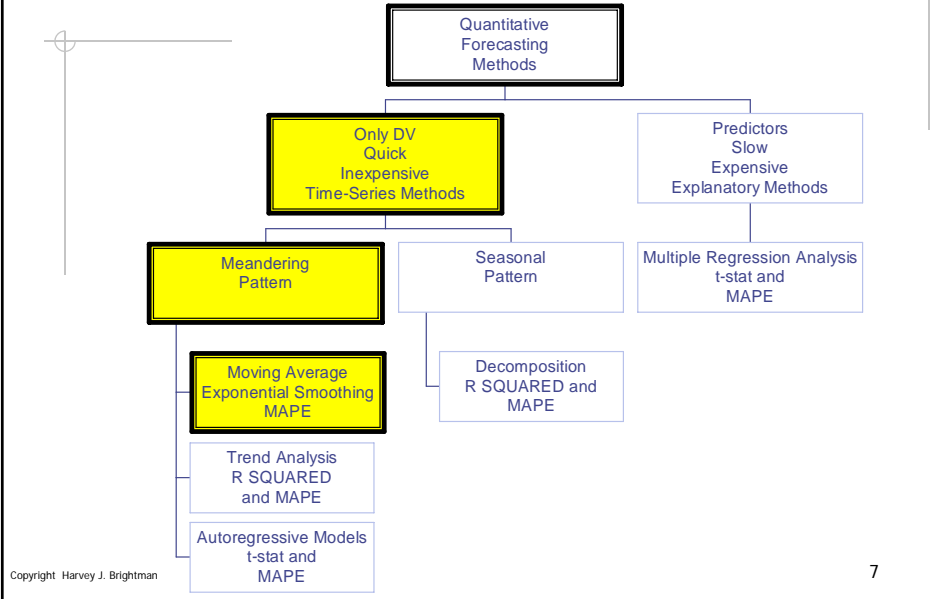 Quantitative
Forecasting
Methods
Only DV
Quick
Inexpensive
Time-Series Methods
Predictors
Slow
Expensive
Explanatory Methods
Meandering
Pattern
Seasonal
Pattern
Multiple Regression Analysis
t-stat and
MAPE
Moving Average
Exponential Smoothing
MAPE
Decomposition
R SQUARED and
MAPE
Trend Analysis
R SQUARED
and MAPE
Autoregressive Models
t-stat and
MAPE
Copyright Harvey J. Brightman
7